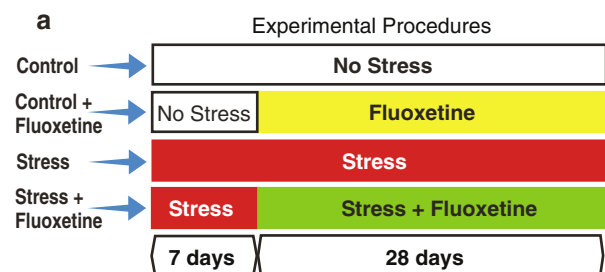 a
Experimental Procedures
Control
No Stress
Control +
Fluoxetine
No Stress
Fluoxetine
Stress
Stress
Stress +
Fluoxetine
Stress
Stress + Fluoxetine
7 days
28 days